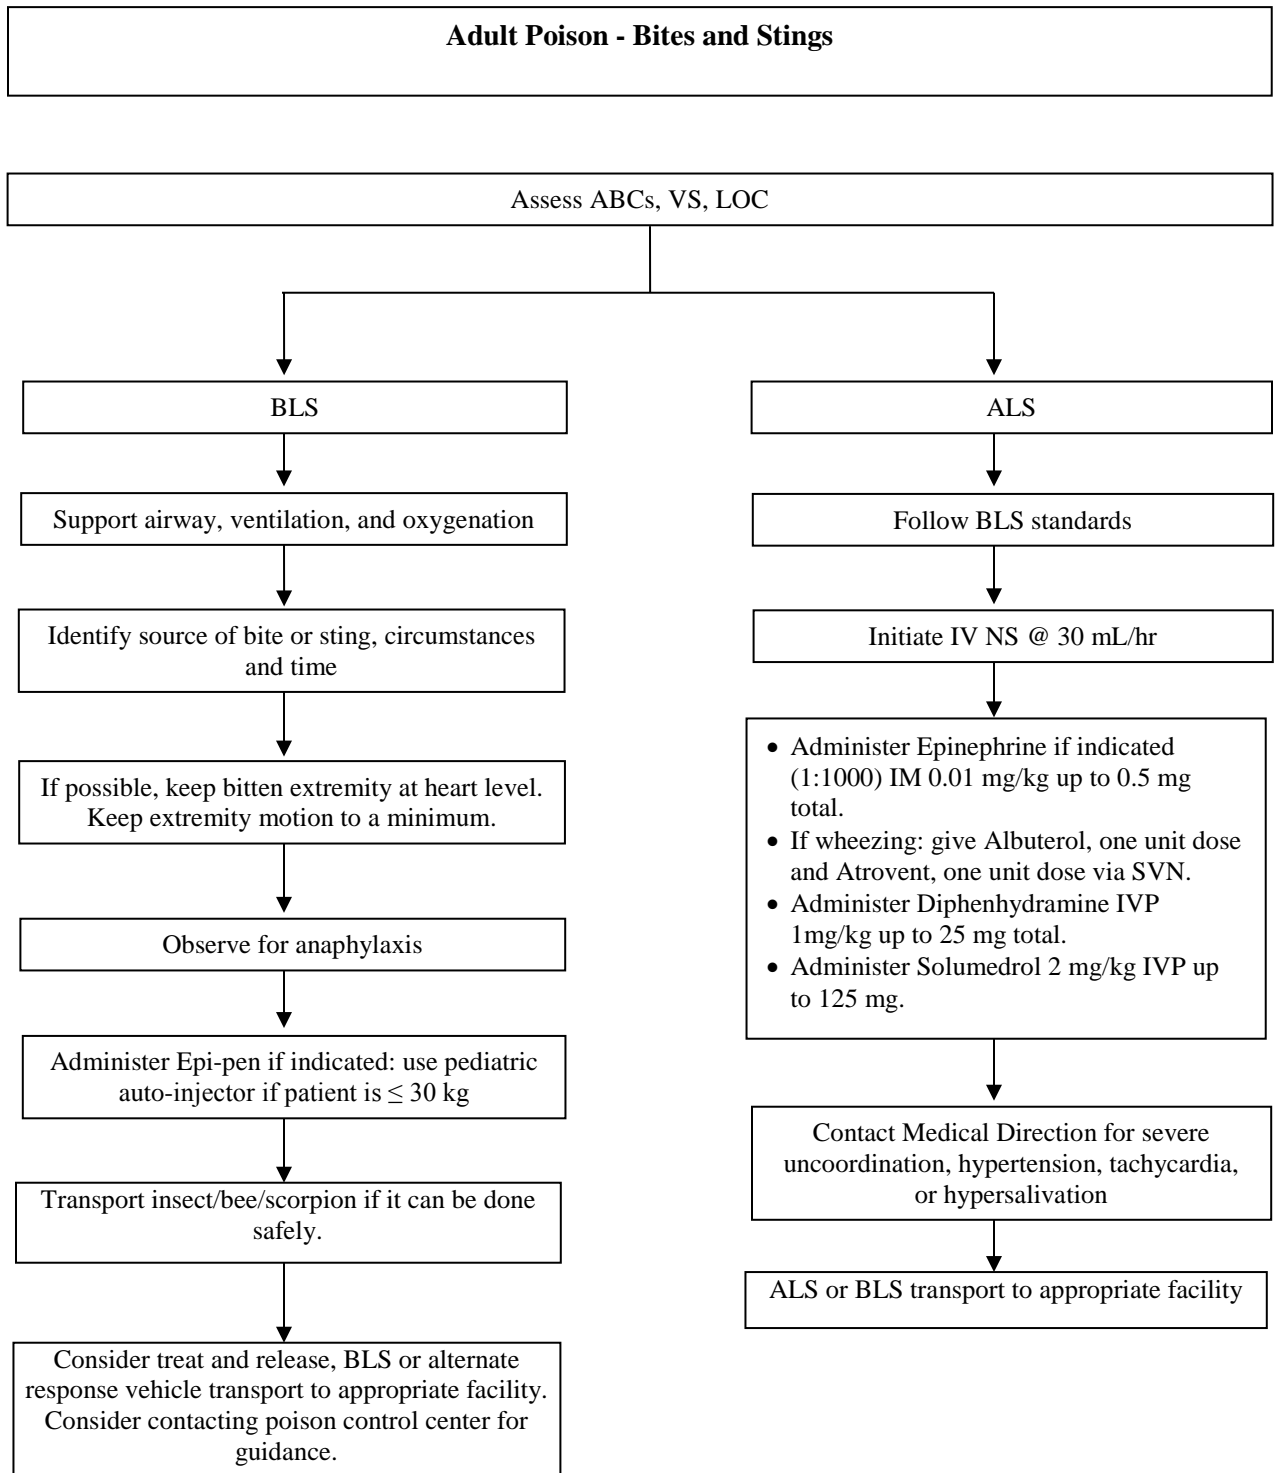 Adult Poison - Bites and Stings
Assess ABCs, VS, LOC
BLS
Support airway, ventilation, and oxygenation
Identify source of bite or sting, circumstances
and time
If possible, keep bitten extremity at heart level.
Keep extremity motion to a minimum.
Observe for anaphylaxis
Administer Epi-pen if indicated: use pediatric
auto-injector if patient is ≤ 30 kg
Transport insect/bee/scorpion if it can be done
safely.
Consider treat and release, BLS or alternate
response vehicle transport to appropriate facility.
Consider contacting poison control center for
guidance.
ALS
Follow BLS standards
Initiate IV NS @ 30 mL/hr
• Administer Epinephrine if indicated
(1:1000) IM 0.01 mg/kg up to 0.5 mg
total.
• If wheezing: give Albuterol, one unit dose
and Atrovent, one unit dose via SVN.
• Administer Diphenhydramine IVP
1mg/kg up to 25 mg total.
• Administer Solumedrol 2 mg/kg IVP up
to 125 mg.
Contact Medical Direction for severe
uncoordination, hypertension, tachycardia,
or hypersalivation
ALS or BLS transport to appropriate facility